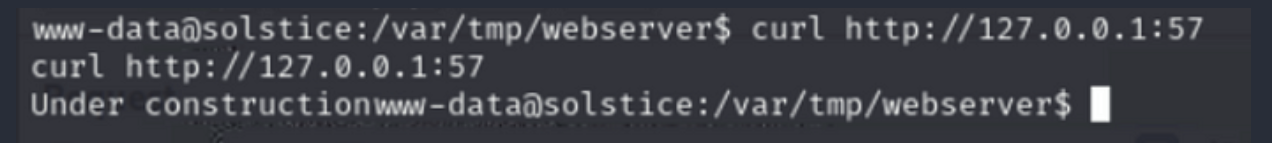 www-data@solstice:/var/tmp/webserver$ curl http://127.0.0.1:57
curl http://127.0.0.1:57
Under constructionwww-data@solstice:/var/tmp/webserver$